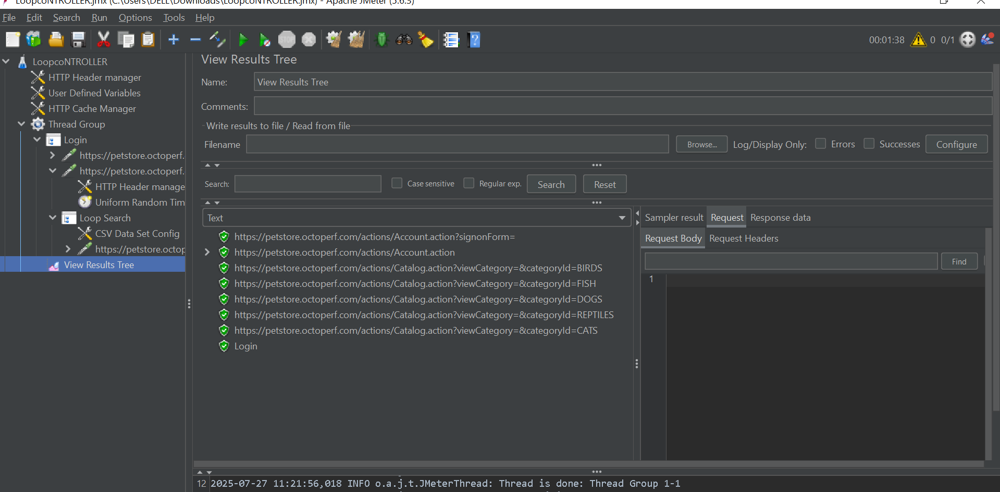 LoopcoNTROLLER.jmx (C:\Users\DELL\Downloads\LoopcoNTROLLER.jmx) - Apache JMeter (5.6.3)
File Edit Search Run Options Tools Help
STOP
?
00:01:38 0 0/1
LoopcoNTROLLER
HTTP Header manager
User Defined Variables
HTTP Cache Manager
Thread Group
Login
https://petstore.octoperf.
https://petstore.octoperf.
HTTP Header manage
Uniform Random Tim
Loop Search
CSV Data Set Config
https://petstore.octop
View Results Tree
View Results Tree
Name: View Results Tree
Comments:
Write results to file / Read from file
Filename Browse... Log/Display Only: Errors Successes Configure
Search: Case sensitive Regular exp. Search Reset
Text
https://petstore.octoperf.com/actions/Account.action?signonForm=
https://petstore.octoperf.com/actions/Account.action
https://petstore.octoperf.com/actions/Catalog.action?viewCategory=&categoryId=BIRDS
https://petstore.octoperf.com/actions/Catalog.action?viewCategory=&categoryId=FISH
https://petstore.octoperf.com/actions/Catalog.action?viewCategory=&categoryId=DOGS
https://petstore.octoperf.com/actions/Catalog.action?viewCategory=&categoryId=REPTILES
https://petstore.octoperf.com/actions/Catalog.action?viewCategory=&categoryId=CATS
Login
Sampler result Request Response data
Request Body Request Headers
Find
1
12 2025-07-27 11:21:56,018 INFO o.a.j.t.JMeterThread: Thread is done: Thread Group 1-1